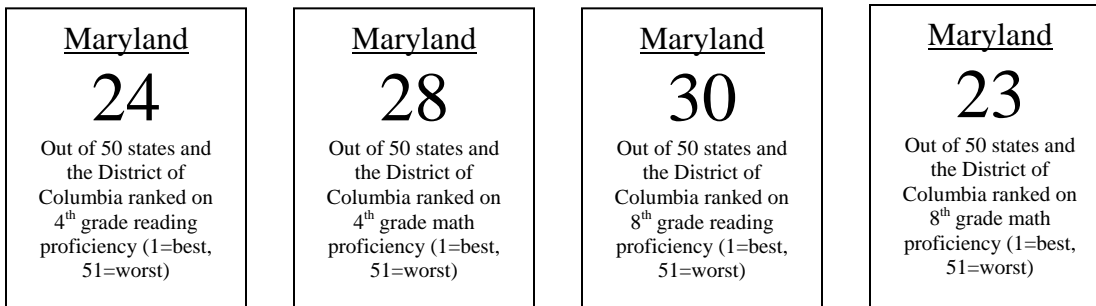 Maryland
24
Out of 50 states and
the District of
Columbia ranked on
4th grade reading
proficiency (1=best,
51=worst)
Maryland
28
Out of 50 states and
the District of
Columbia ranked on
4th grade math
proficiency (1=best,
51=worst)
Maryland
30
Out of 50 states and
the District of
Columbia ranked on
8th grade reading
proficiency (1=best,
51=worst)
Maryland
23
Out of 50 states and
the District of
Columbia ranked on
8th grade math
proficiency (1=best,
51=worst)